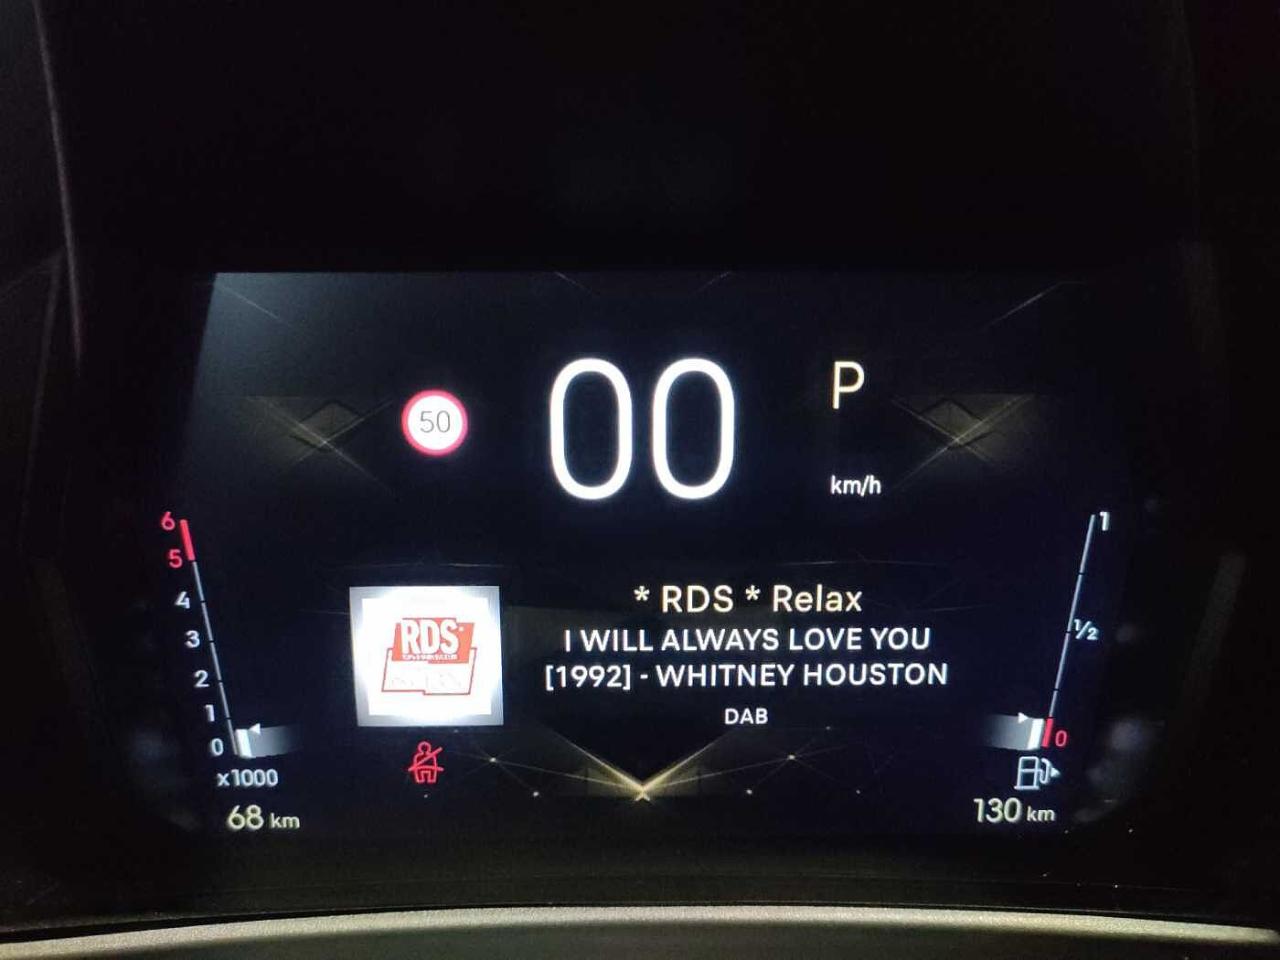 50
00
P
km/h
6
5
4
3
2
1
0
x1000
68 km
RDS
* RDS * Relax
I WILL ALWAYS LOVE YOU
[1992] - WHITNEY HOUSTON
DAB
1
1/2
0
130 km